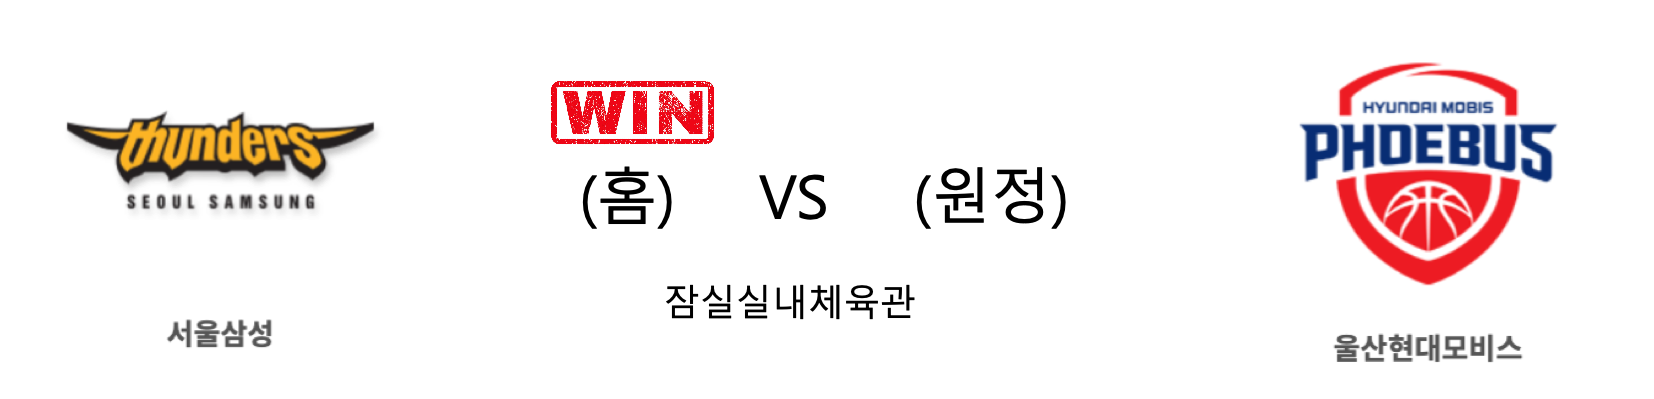 thunders
SEOUL SAMSUNG
서울삼성
WIN
(홈) VS (원정)
잠실실내체육관
HYUNDAI MOBIS
PHOEBUS
울산현대모비스